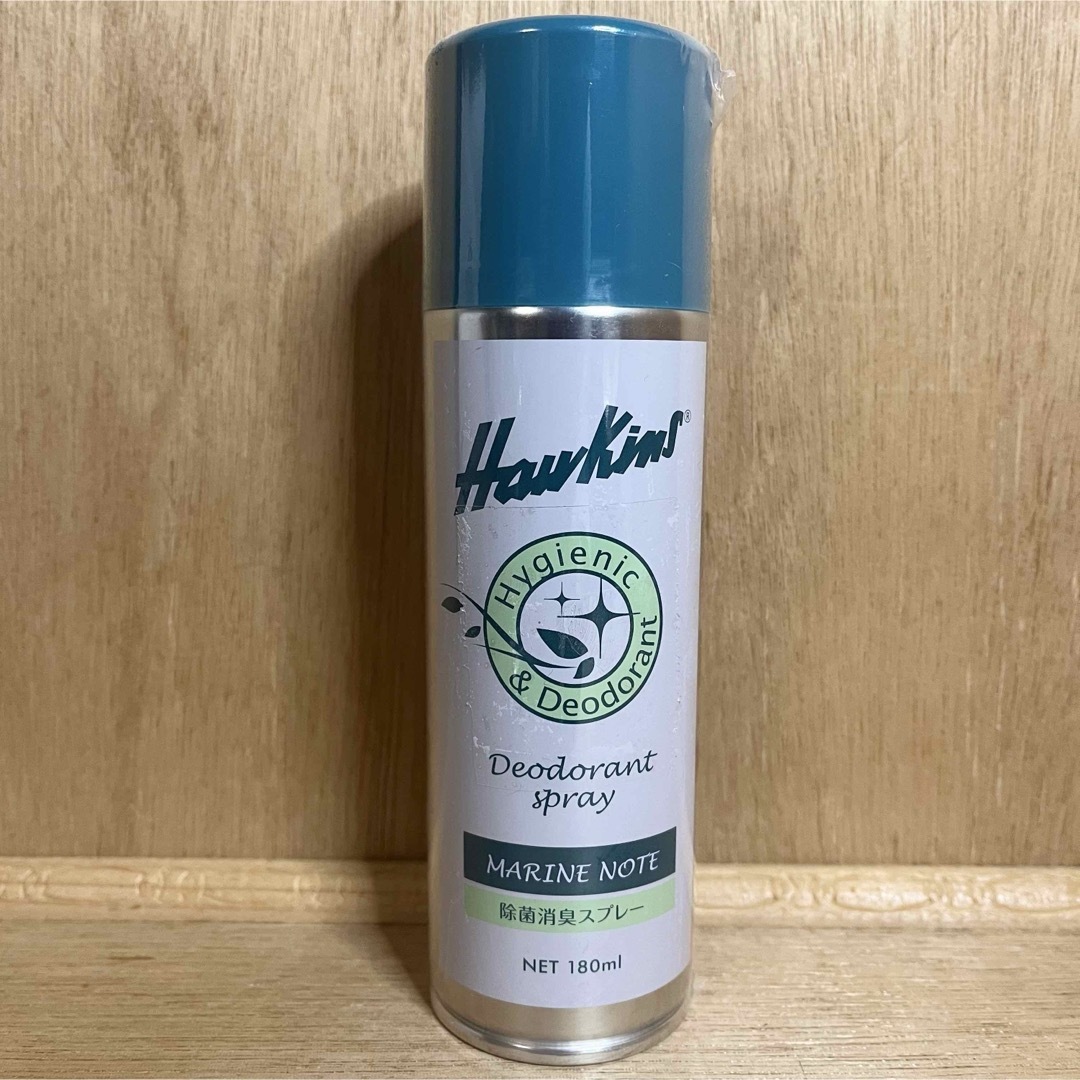 Hawkins®
Hygienic
& Deodorant
Deodorant
spray
MARINE NOTE
除菌消臭スプレー
NET 180ml